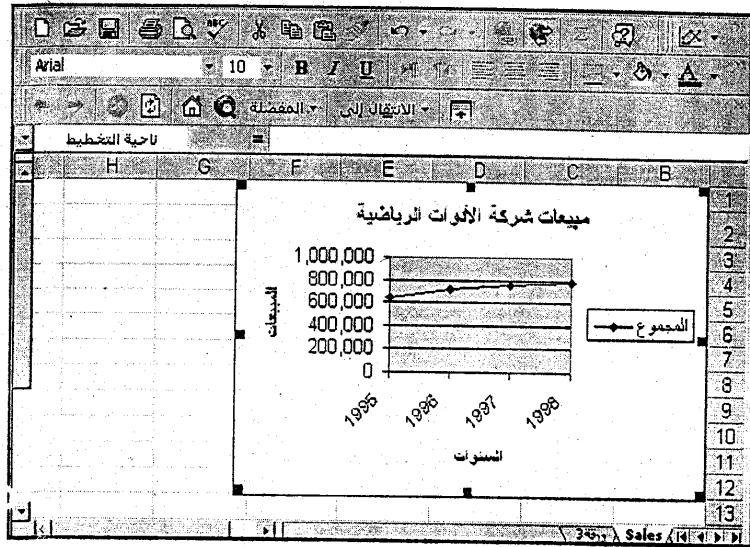 Arial 10 B I U A
الانتقال إلى المفضلة
ناحية التخطيط =
H G F E D C B
مبيعات شركة الأدوات الرياضية
المبيعات
1,000,000
800,000
600,000
400,000
200,000
0
1995 1996 1997 1998
السنوات
المجموع
1
2
3
4
5
6
7
8
9
10
11
12
13
Sales ورقة3